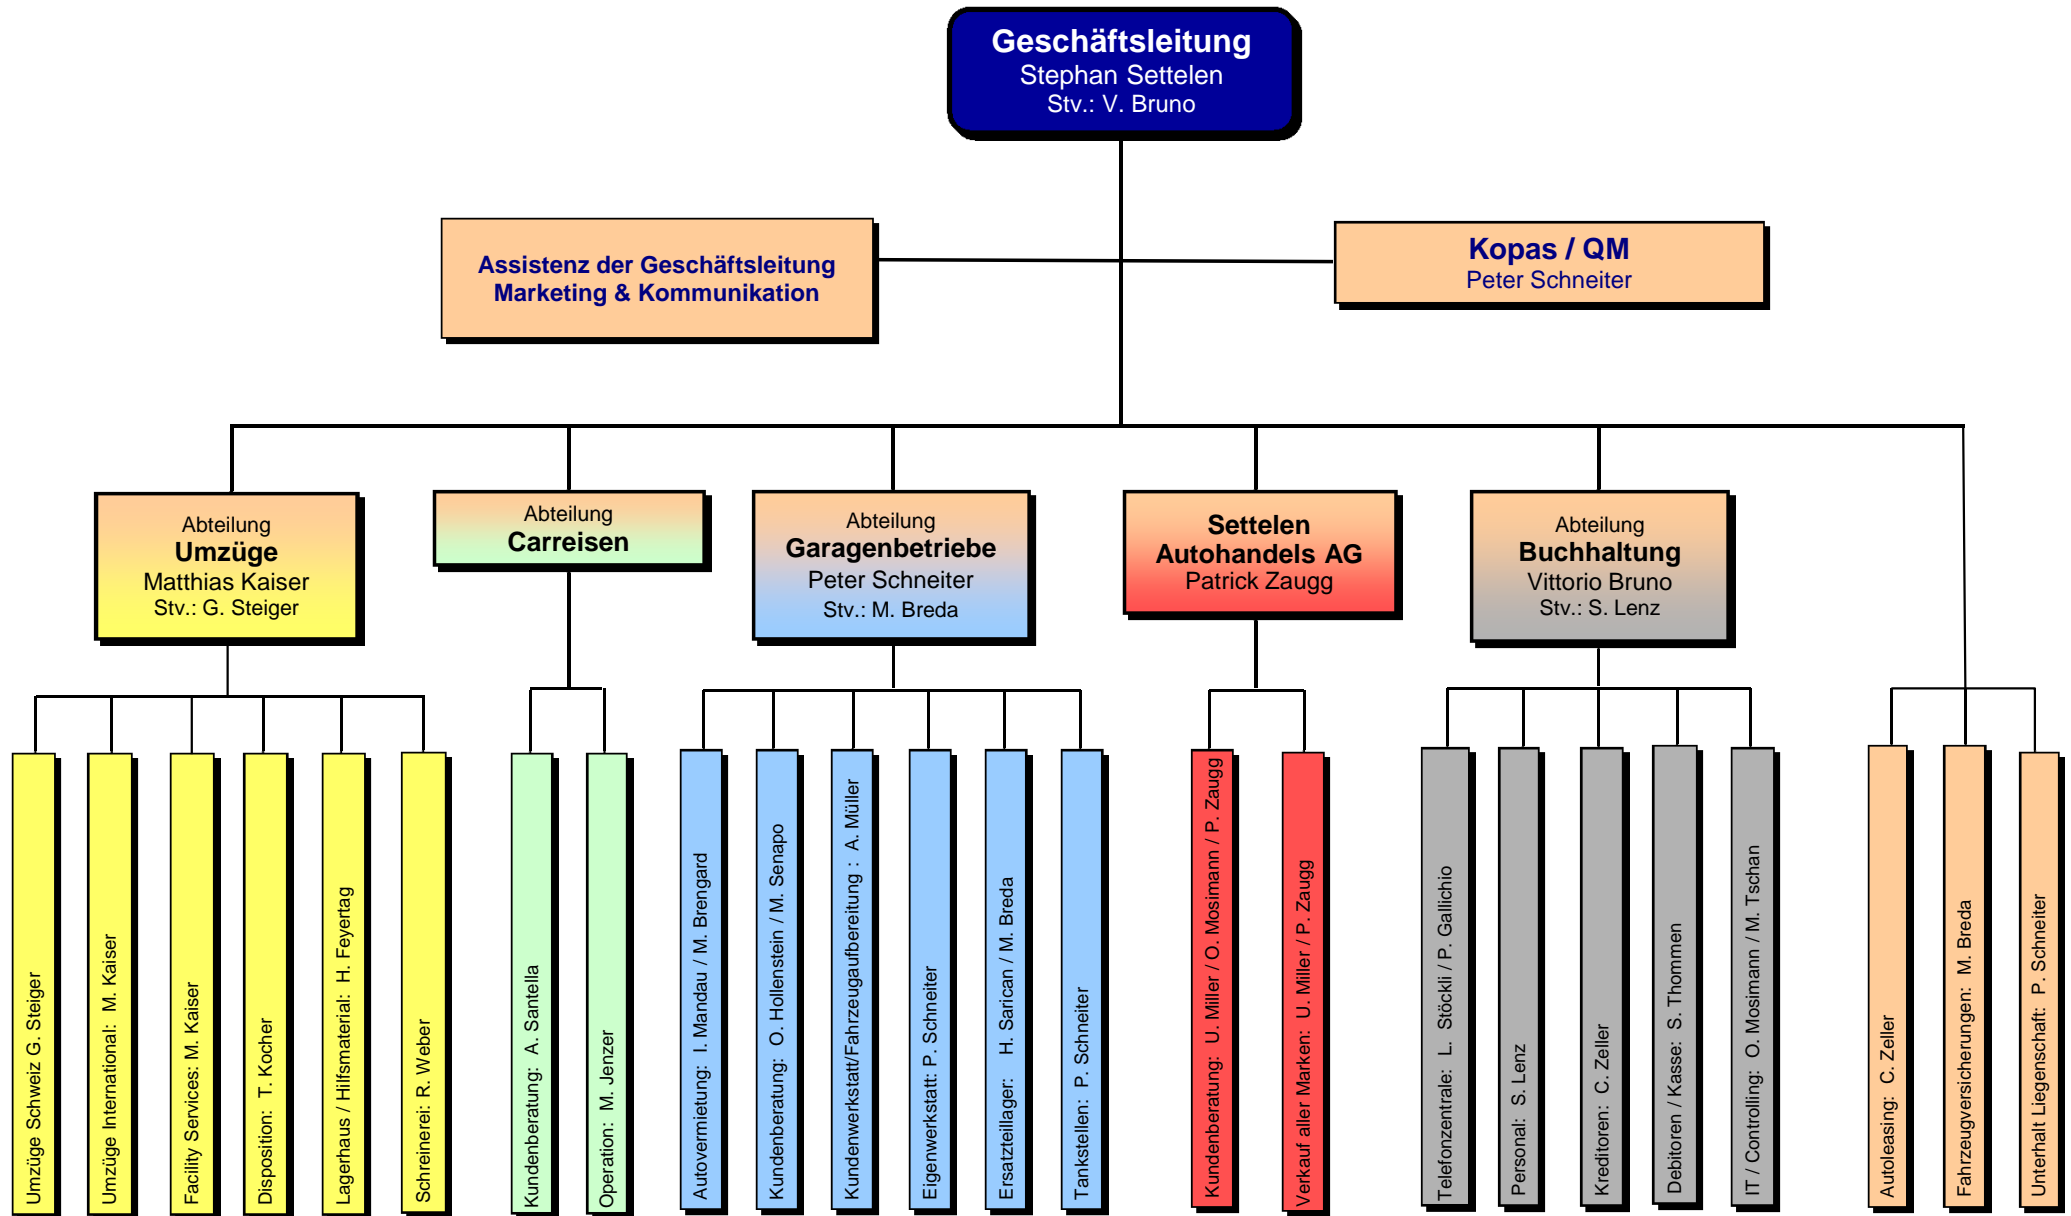 Geschäftsleitung
Stephan Settelen
Stv.: V. Bruno
Assistenz der Geschäftsleitung
Marketing & Kommunikation
Kopas / QM
Peter Schneiter
Abteilung
Umzüge
Matthias Kaiser
Stv.: G. Steiger
Abteilung
Carreisen
Abteilung
Garagenbetriebe
Peter Schneiter
Stv.: M. Breda
Settelen
Autohandels AG
Patrick Zaugg
Abteilung
Buchhaltung
Vittorio Bruno
Stv.: S. Lenz
Umzüge Schweiz G. Steiger
Umzüge International: M. Kaiser
Facility Services: M. Kaiser
Disposition: T. Kocher
Lagerhaus / Hilfsmaterial: H. Feyertag
Schreinerei: R. Weber
Kundenberatung: A. Santella
Operation: M. Jenzer
Autovermietung: I. Mandau / M. Brengard
Kundenberatung: O. Hollenstein / M. Senapo
Kundenwerkstatt/Fahrzeugaufbereitung : A. Müller
Eigenwerkstatt: P. Schneiter
Ersatzteillager: H. Sarican / M. Breda
Tankstellen: P. Schneiter
Kundenberatung: U. Miller / O. Mosimann / P. Zaugg
Verkauf aller Marken: U. Miller / P. Zaugg
Telefonzentrale: L. Stöckli / P. Gallichio
Personal: S. Lenz
Kreditoren: C. Zeller
Debitoren / Kasse: S. Thommen
IT / Controlling: O. Mosimann / M. Tschan
Autoleasing: C. Zeller
Fahrzeugversicherungen: M. Breda
Unterhalt Liegenschaft: P. Schneiter